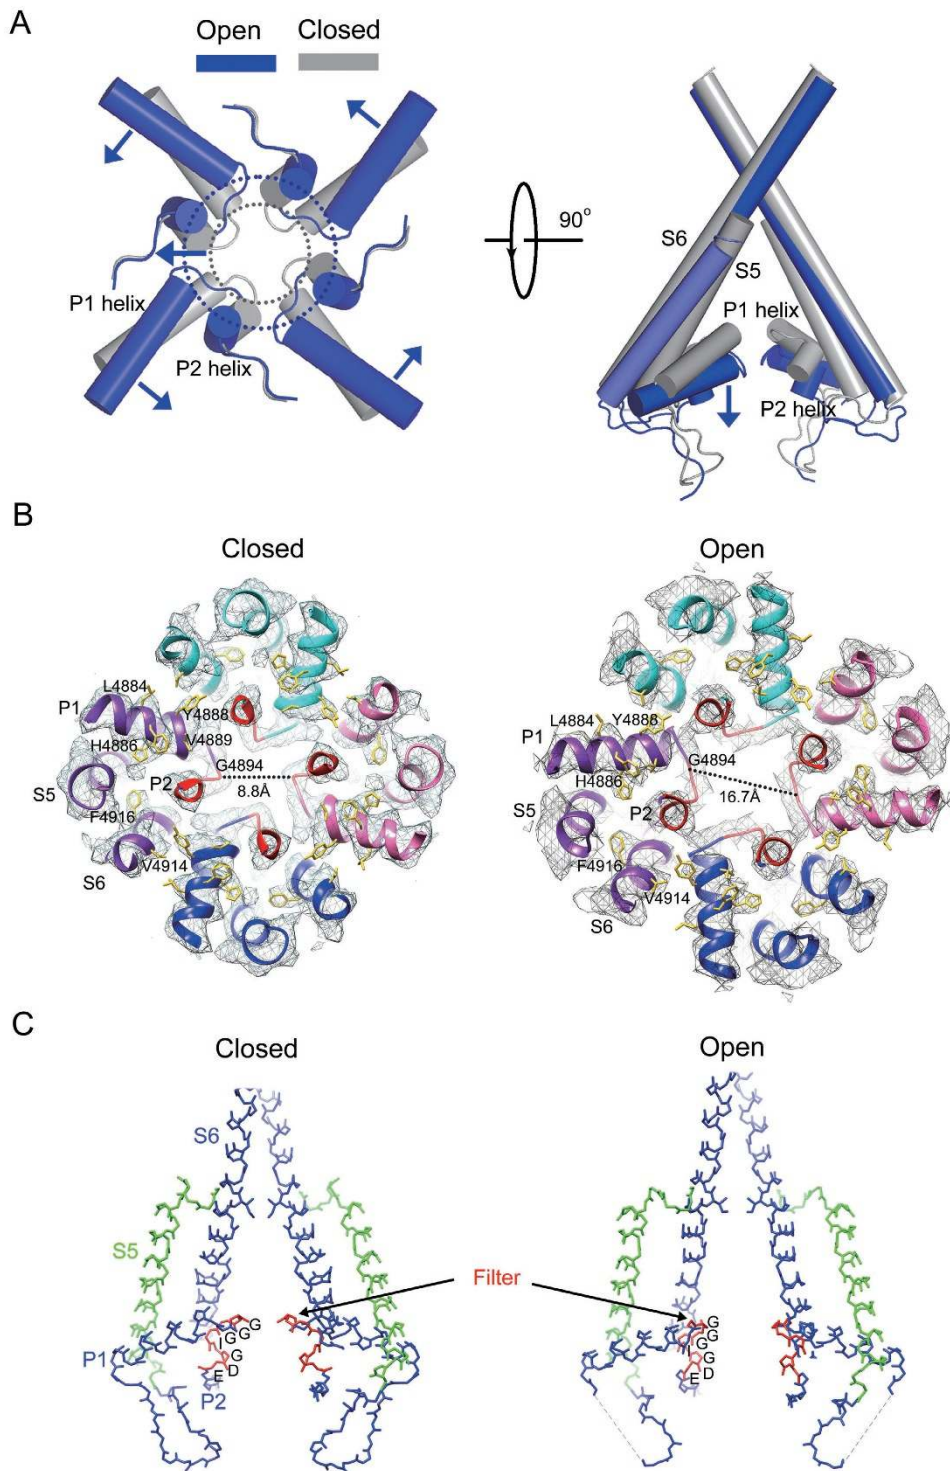 A
Open Closed
90°
S6
S5
P1 helix
P1 helix
P2 helix
P2 helix
B
Closed Open
L4884
P1
Y4888
H4886
V4889
G4894
S5
P2
8.8Å
F4916
V4914
S6
L4884 Y4888
P1
G4894
H4886
16.7Å
P2
S5
F4916
V4914
S6
C
Closed Open
S6
S5
Filter
P1
G
G
G
I
G
D
E
P2
G
G
G
I
G
D
E